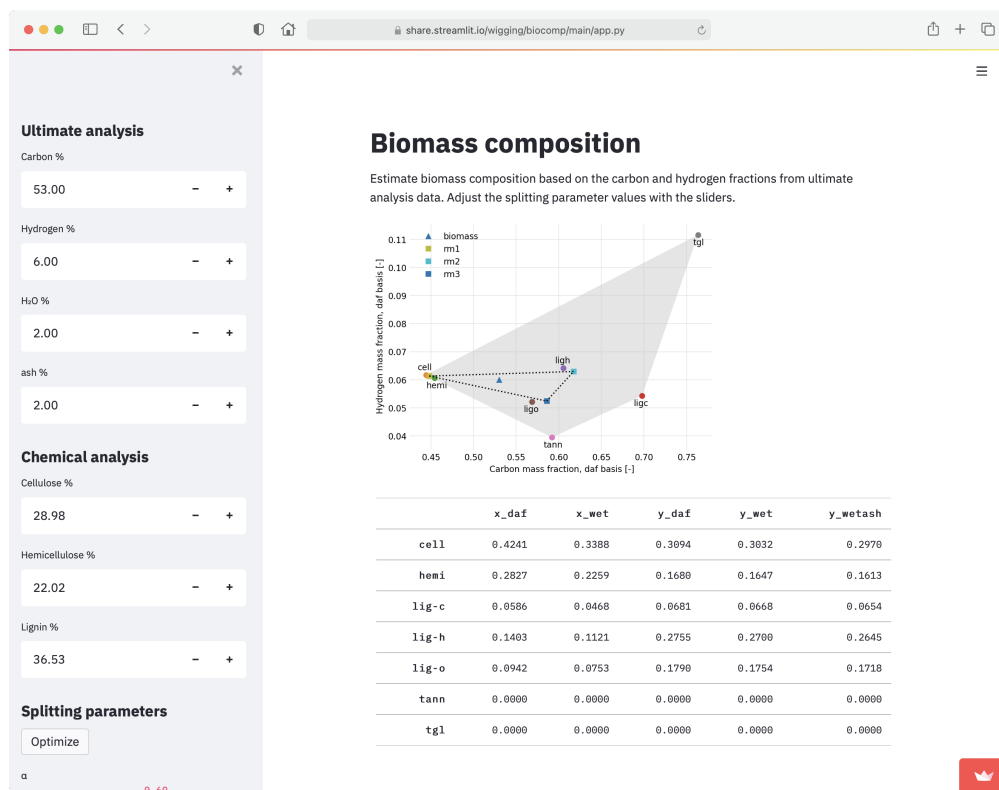 share.streamlit.io/wigging/biocomp/main/app.py
Ultimate analysis
Carbon %
53.00
Hydrogen %
6.00
H₂O %
2.00
ash %
2.00
Chemical analysis
Cellulose %
28.98
Hemicellulose %
22.02
Lignin %
36.53
Splitting parameters
Optimize
α
Biomass composition
Estimate biomass composition based on the carbon and hydrogen fractions from ultimate
analysis data. Adjust the splitting parameter values with the sliders.
biomass
rm1
rm2
rm3
Hydrogen mass fraction, daf basis [-]
0.11
0.10
0.09
0.08
0.07
0.06
0.05
0.04
tgl
cell
hemi
ligh
ligo
ligc
tann
0.45 0.50 0.55 0.60 0.65 0.70 0.75
Carbon mass fraction, daf basis [-]
x_daf x_wet y_daf y_wet y_wetash
cell 0.4241 0.3388 0.3094 0.3032 0.2970
hemi 0.2827 0.2259 0.1680 0.1647 0.1613
lig-c 0.0586 0.0468 0.0681 0.0668 0.0654
lig-h 0.1403 0.1121 0.2755 0.2700 0.2645
lig-o 0.0942 0.0753 0.1790 0.1754 0.1718
tann 0.0000 0.0000 0.0000 0.0000 0.0000
tgl 0.0000 0.0000 0.0000 0.0000 0.0000